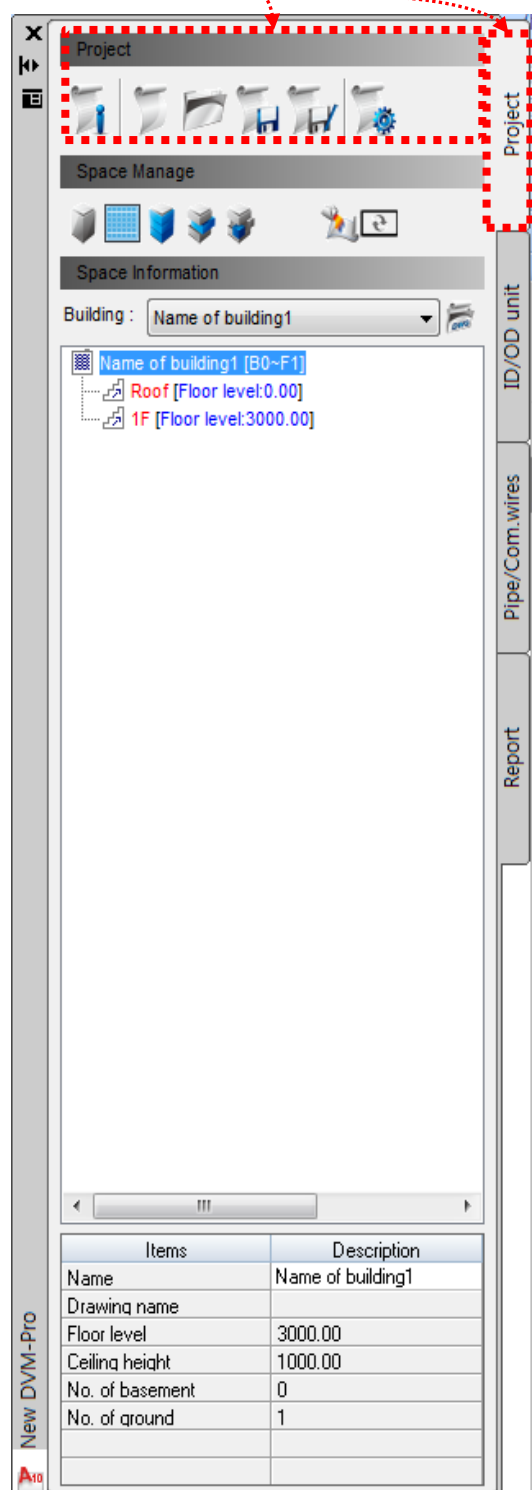 Project
Space Manage
Space Information
Building : Name of building1
Name of building1 [B0~F1]
Roof [Floor level:0.00]
1F [Floor level:3000.00]
Items Description
Name Name of building1
Drawing name
Floor level 3000.00
Ceiling height 1000.00
No. of basement 0
No. of ground 1
Project
ID/OD unit
Pipe/Com.wires
Report
New DVM-Pro
A10